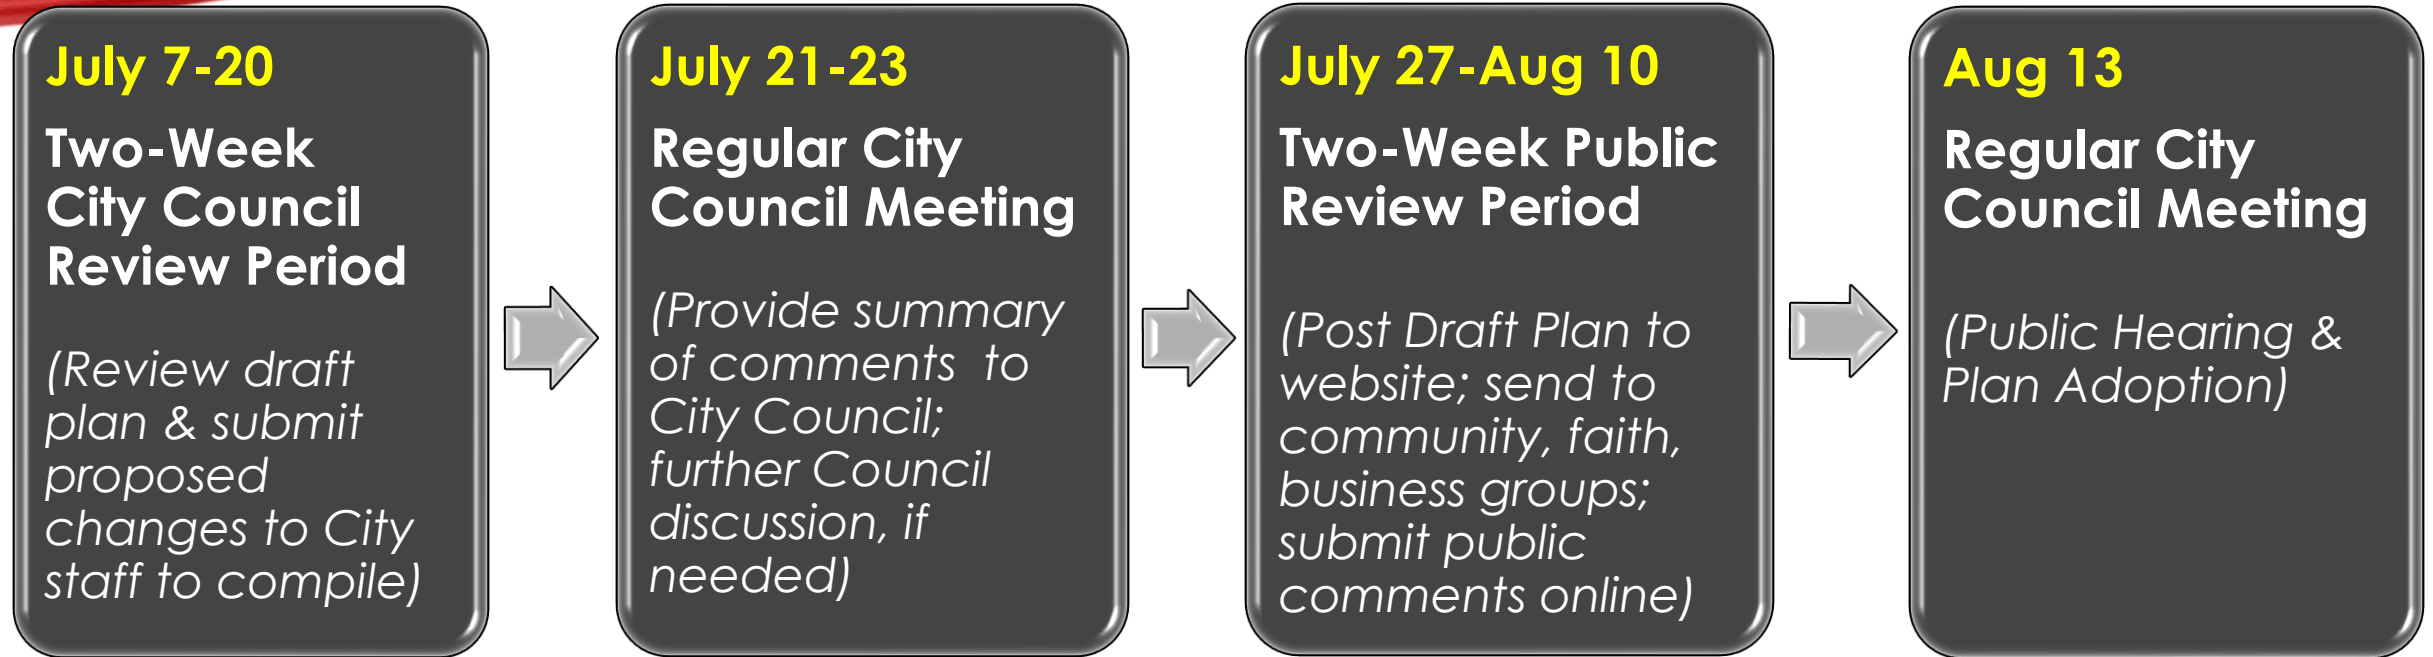 July 7-20
Two-Week
City Council
Review Period
(Review draft
plan & submit
proposed
changes to City
staff to compile)
July 21-23
Regular City
Council Meeting
(Provide summary
of comments  to
City Council;
further Council
discussion, if
needed)
July 27-Aug 10
Two-Week Public
Review Period
(Post Draft Plan to
website; send to
community, faith,
business groups;
submit public
comments online)
Aug 13
Regular City
Council Meeting
(Public Hearing &
Plan Adoption)